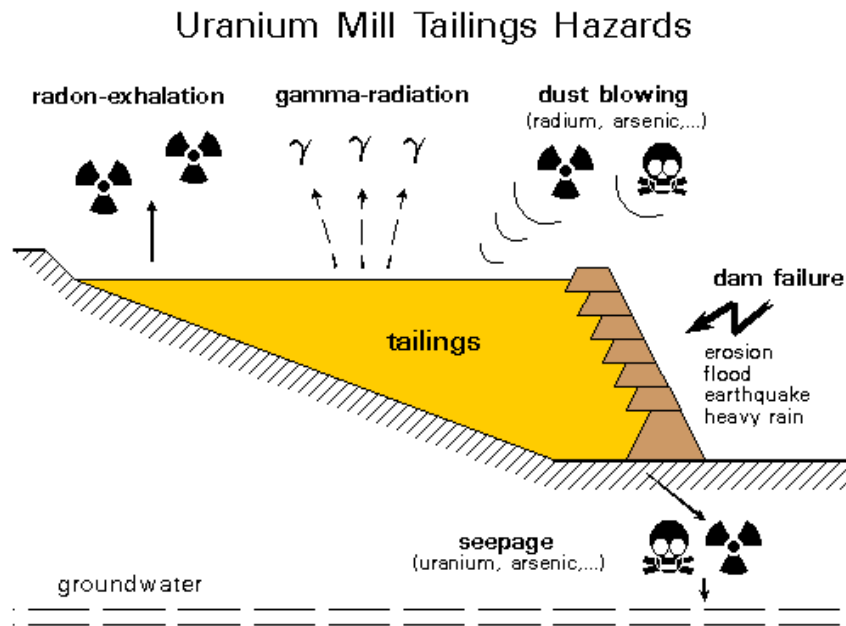 Uranium Mill Tailings Hazards
radon-exhalation
gamma-radiation
dust blowing
(radium, arsenic,...)
γ γ γ
dam failure
tailings
erosion
flood
earthquake
heavy rain
seepage
(uranium, arsenic,...)
groundwater